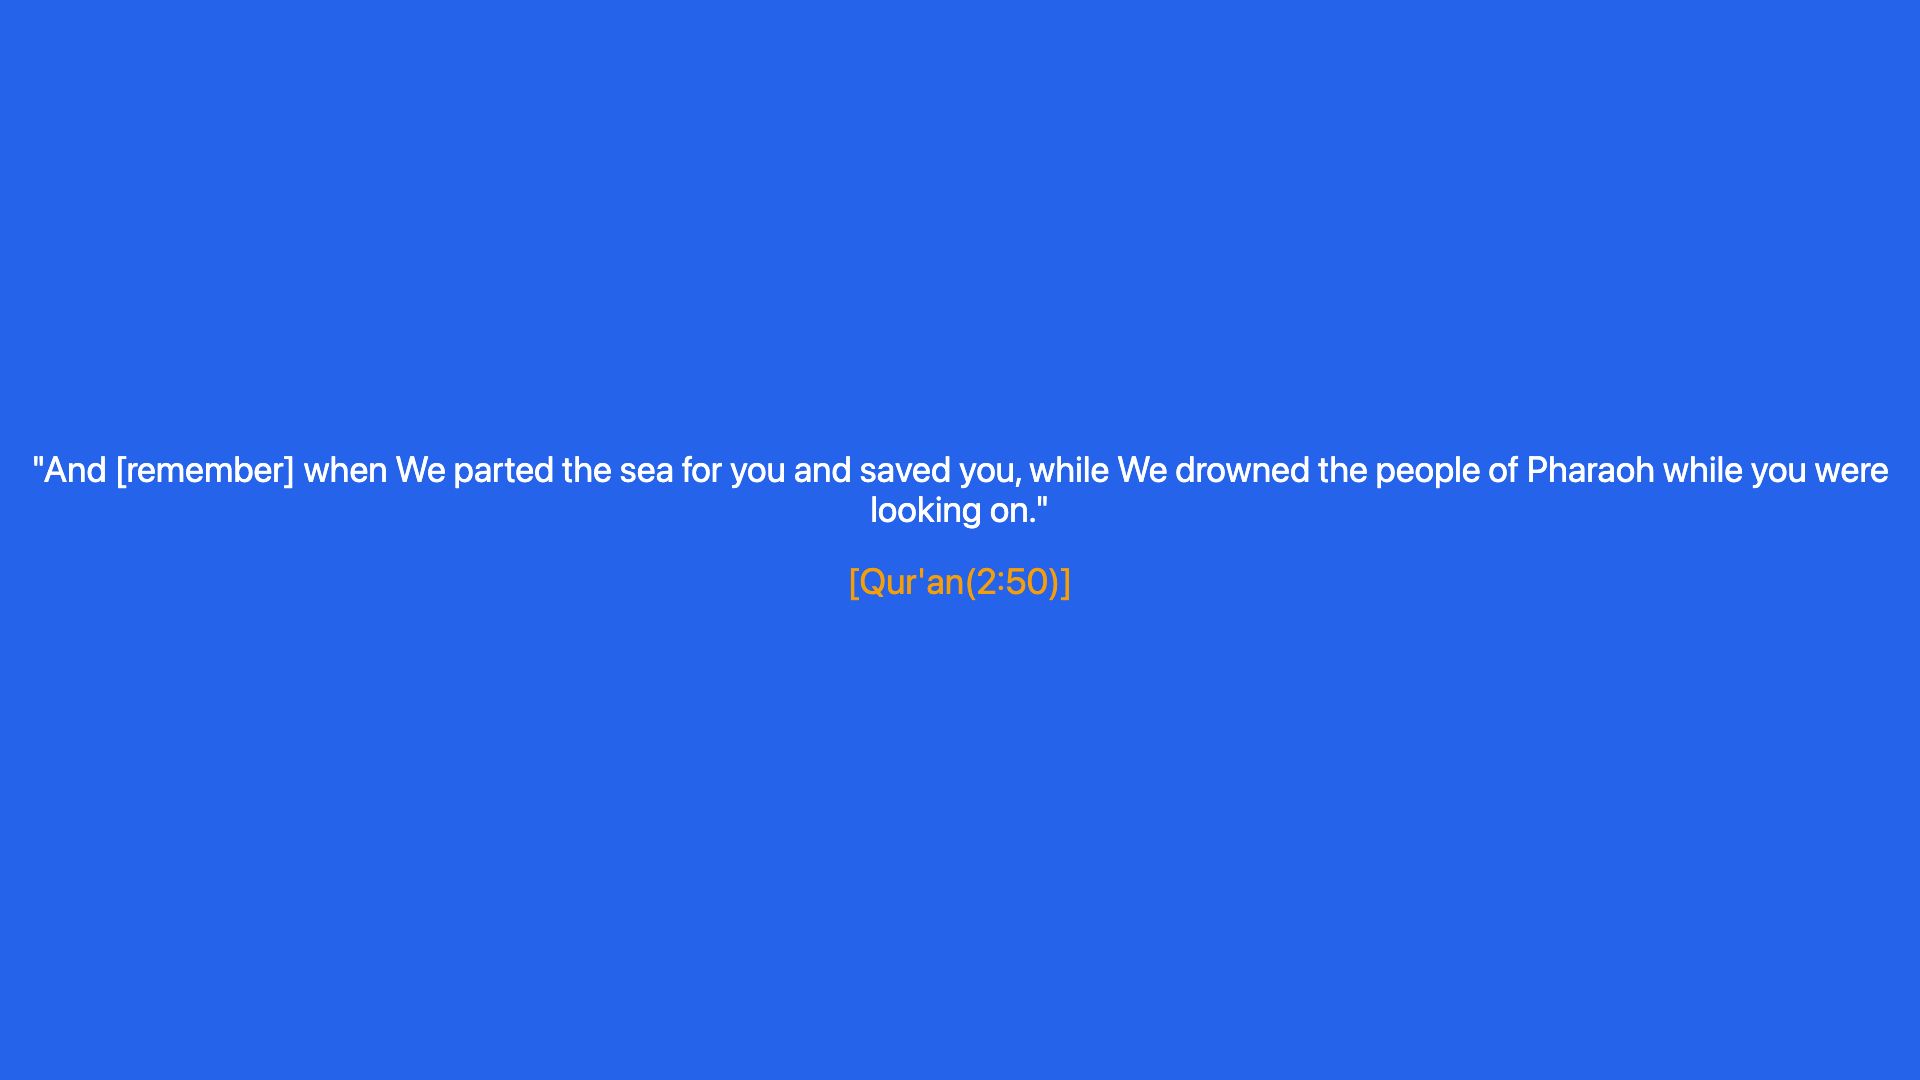 "And [remember] when We parted the sea for you and saved you, while We drowned the people of Pharaoh while you were
looking on."
[Qur'an(2:50)]